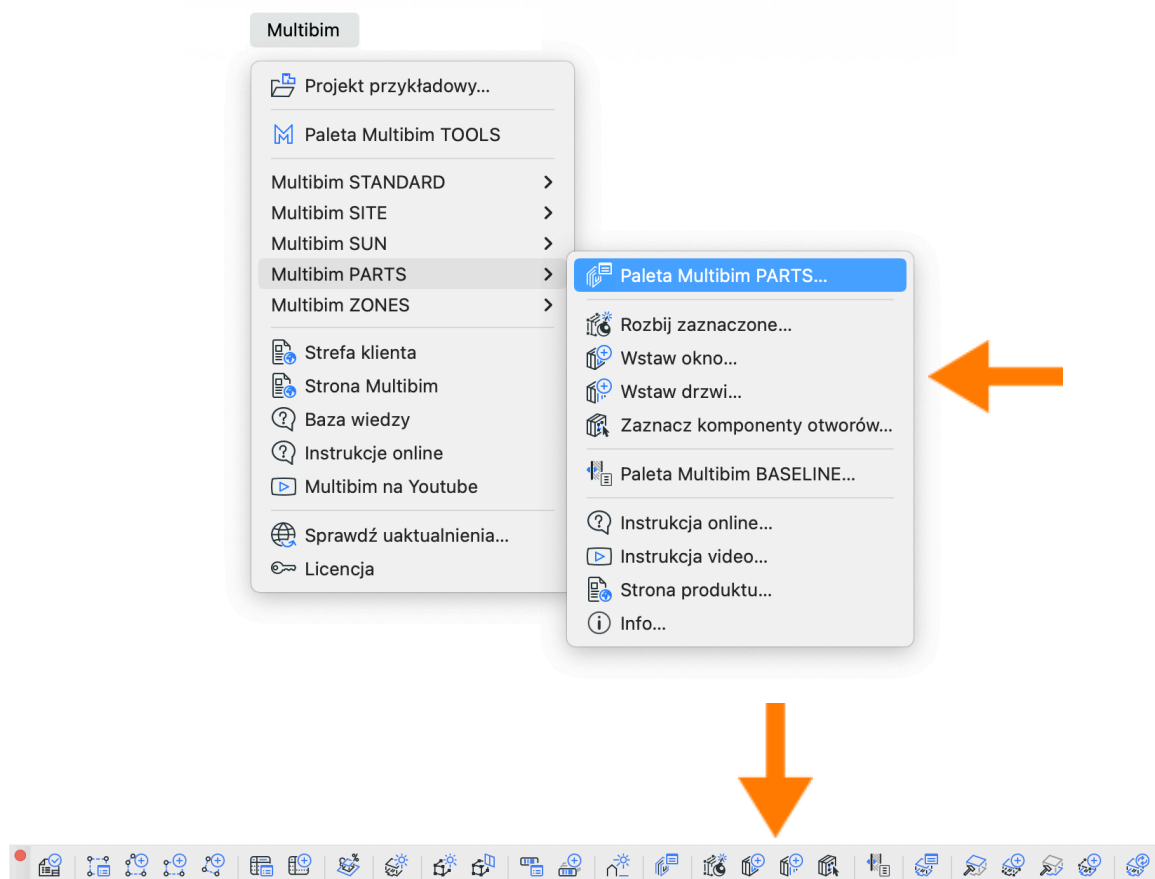 Multibim
Projekt przykładowy...
Paleta Multibim TOOLS
Multibim STANDARD
Multibim SITE
Multibim SUN
Multibim PARTS
Multibim ZONES
Strefa klienta
Strona Multibim
Baza wiedzy
Instrukcje online
Multibim na Youtube
Sprawdź uaktualnienia...
Licencja
Paleta Multibim PARTS...
Rozbij zaznaczone...
Wstaw okno...
Wstaw drzwi...
Zaznacz komponenty otworów...
Paleta Multibim BASELINE...
Instrukcja online...
Instrukcja video...
Strona produktu...
Info...